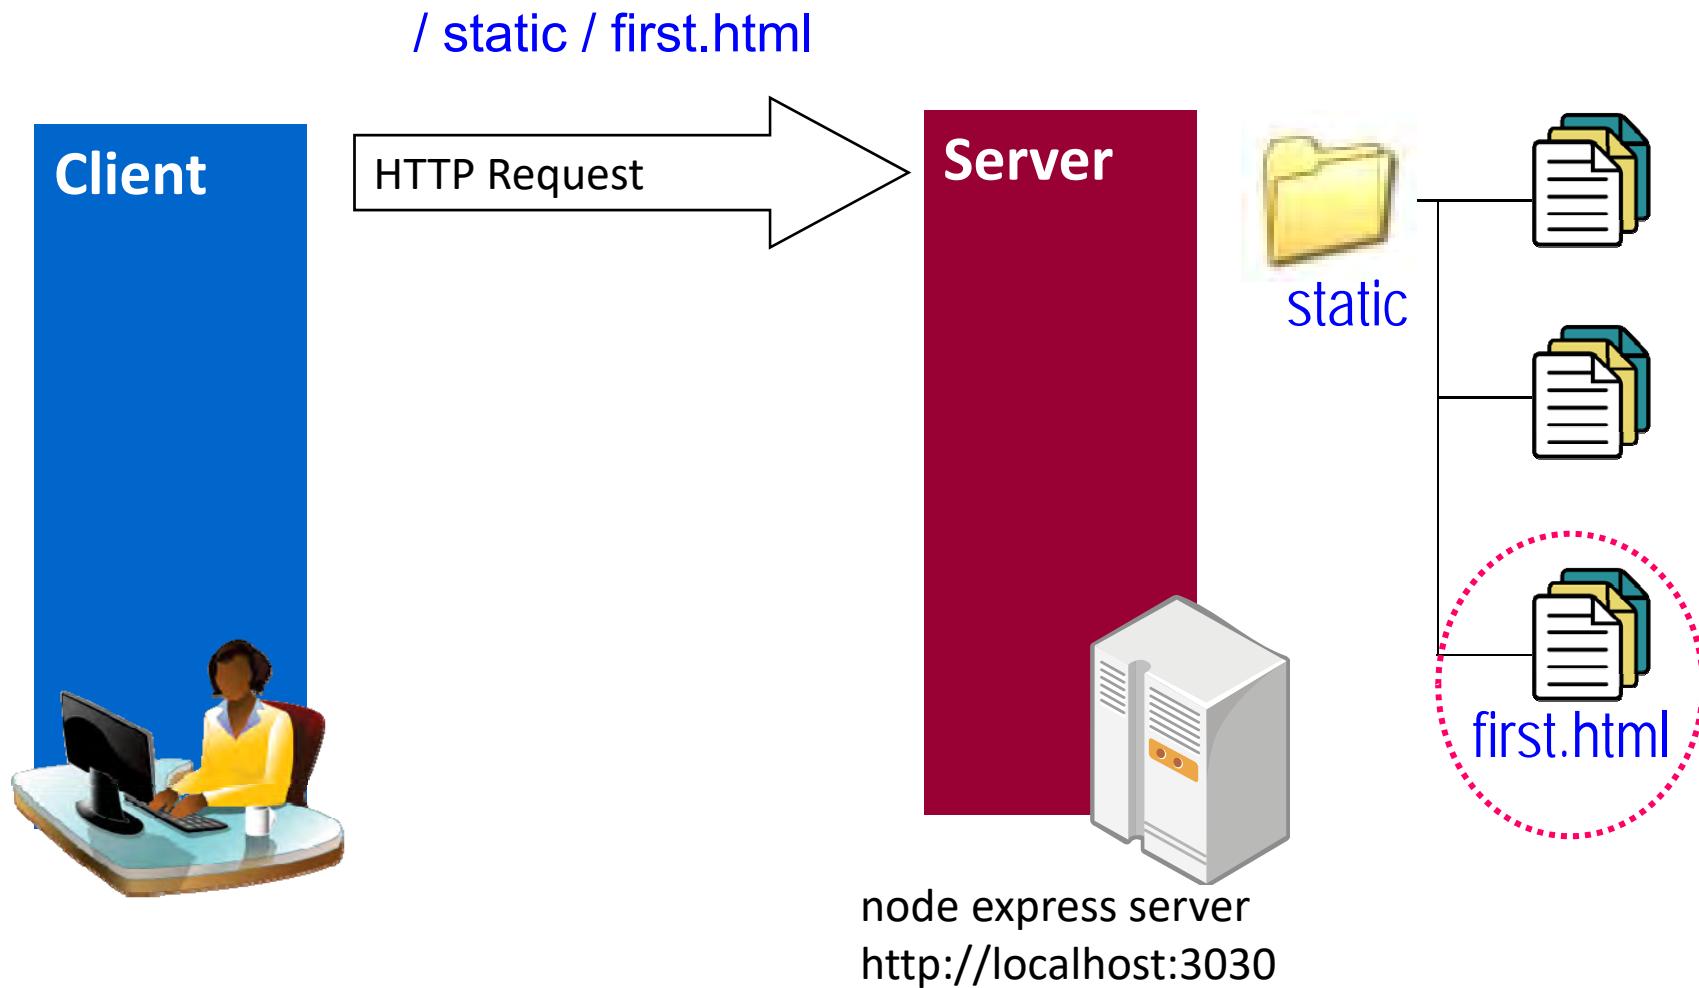 / static / first.html
Client
HTTP Request
Server
static
first.html
node express server
http://localhost:3030